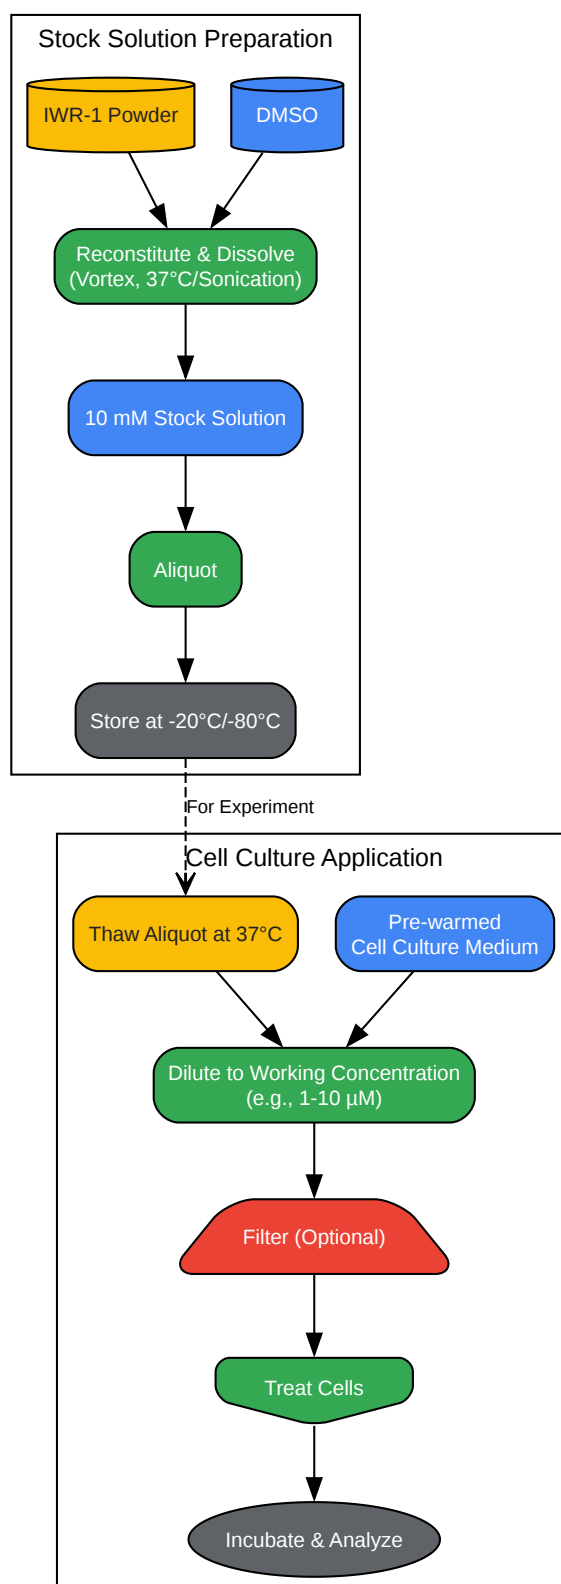 Stock Solution Preparation
IWR-1 Powder
DMSO
Reconstitute & Dissolve
(Vortex, 37°C/Sonication)
10 mM Stock Solution
Aliquot
Store at -20°C/-80°C
For Experiment
Cell Culture Application
Thaw Aliquot at 37°C
Pre-warmed
Cell Culture Medium
Dilute to Working Concentration
(e.g., 1-10 µM)
Filter (Optional)
Treat Cells
Incubate & Analyze